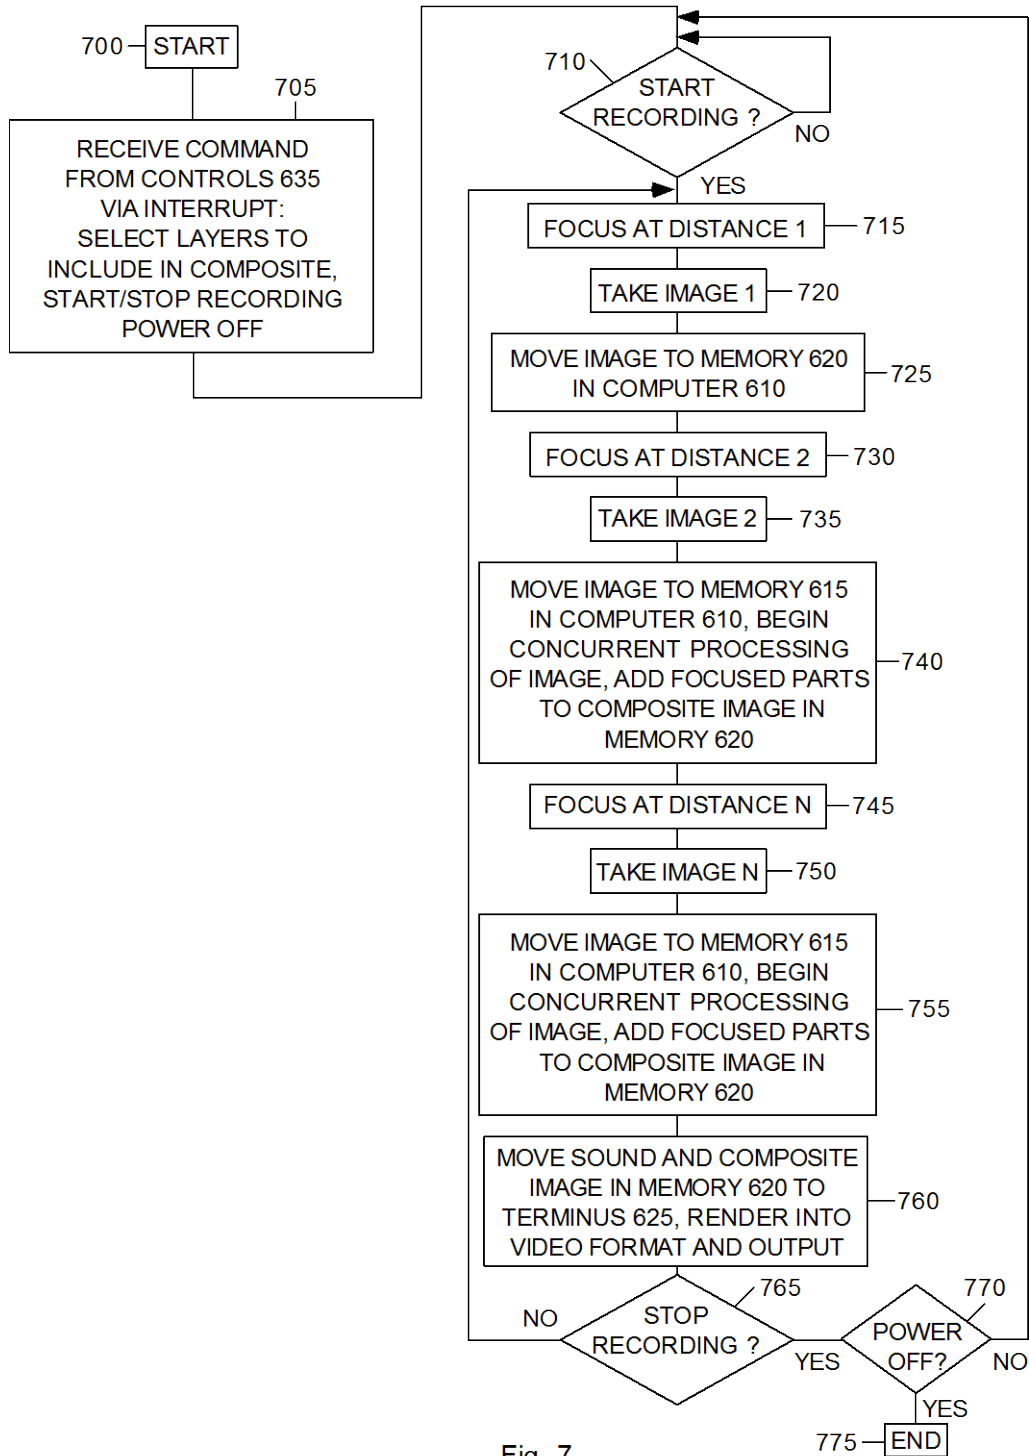 700
START
705
RECEIVE COMMAND
FROM CONTROLS 635
VIA INTERRUPT:
SELECT LAYERS TO
INCLUDE IN COMPOSITE,
START/STOP RECORDING
POWER OFF
710
START
RECORDING ?
NO
YES
FOCUS AT DISTANCE 1
715
TAKE IMAGE 1
720
MOVE IMAGE TO MEMORY 620
IN COMPUTER 610
725
FOCUS AT DISTANCE 2
730
TAKE IMAGE 2
735
MOVE IMAGE TO MEMORY 615
IN COMPUTER 610, BEGIN
CONCURRENT PROCESSING
OF IMAGE, ADD FOCUSED PARTS
TO COMPOSITE IMAGE IN
MEMORY 620
740
FOCUS AT DISTANCE N
745
TAKE IMAGE N
750
MOVE IMAGE TO MEMORY 615
IN COMPUTER 610, BEGIN
CONCURRENT PROCESSING
OF IMAGE, ADD FOCUSED PARTS
TO COMPOSITE IMAGE IN
MEMORY 620
755
MOVE SOUND AND COMPOSITE
IMAGE IN MEMORY 620 TO
TERMINUS 625, RENDER INTO
VIDEO FORMAT AND OUTPUT
760
765
STOP
RECORDING ?
NO
YES
770
POWER
OFF?
NO
YES
775
END
Fig. 7